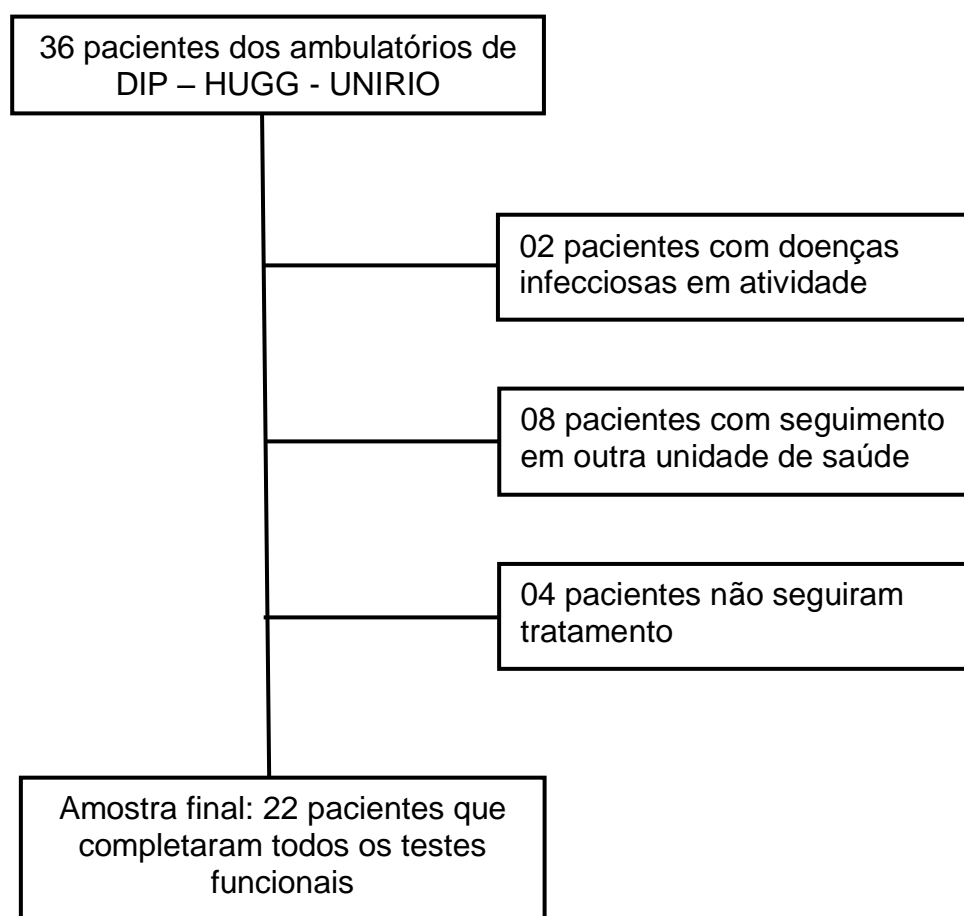 36 pacientes dos ambulatórios de
DIP – HUGG - UNIRIO
02 pacientes com doenças
infecciosas em atividade
08 pacientes com seguimento
em outra unidade de saúde
04 pacientes não seguiram
tratamento
Amostra final: 22 pacientes que
completaram todos os testes
funcionais